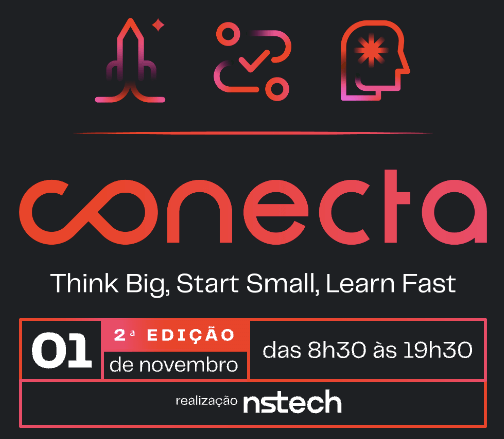 conecta
Think Big, Start Small, Learn Fast
01
2ª EDIÇÃO
de novembro
das 8h30 às 19h30
realização nstech